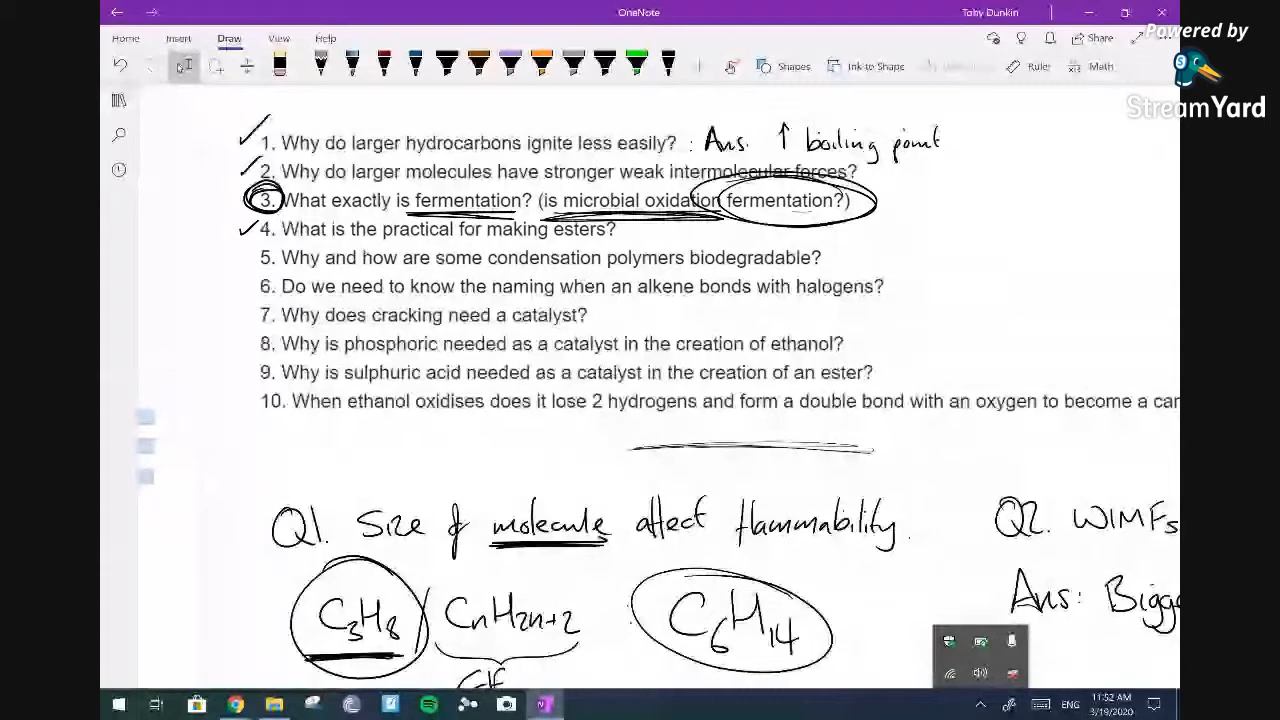 OneNote
Toby Dunkin
Powered by
StreamYard
Home Insert Draw View Help
Share
Shapes
Ink to Shape
Ruler
Math
1. Why do larger hydrocarbons ignite less easily? : Ans. ↑ boiling point
2. Why do larger molecules have stronger weak intermolecular forces?
3. What exactly is fermentation? (is microbial oxidation fermentation?)
4. What is the practical for making esters?
5. Why and how are some condensation polymers biodegradable?
6. Do we need to know the naming when an alkene bonds with halogens?
7. Why does cracking need a catalyst?
8. Why is phosphoric needed as a catalyst in the creation of ethanol?
9. Why is sulphuric acid needed as a catalyst in the creation of an ester?
10. When ethanol oxidises does it lose 2 hydrogens and form a double bond with an oxygen to become a car
Q1. Size of molecule affect flammability.
Q2. WIMFs
C3H8 / CnH2n+2
C6H14
Ans: Bigg
ENG
11:52 AM
3/19/2020